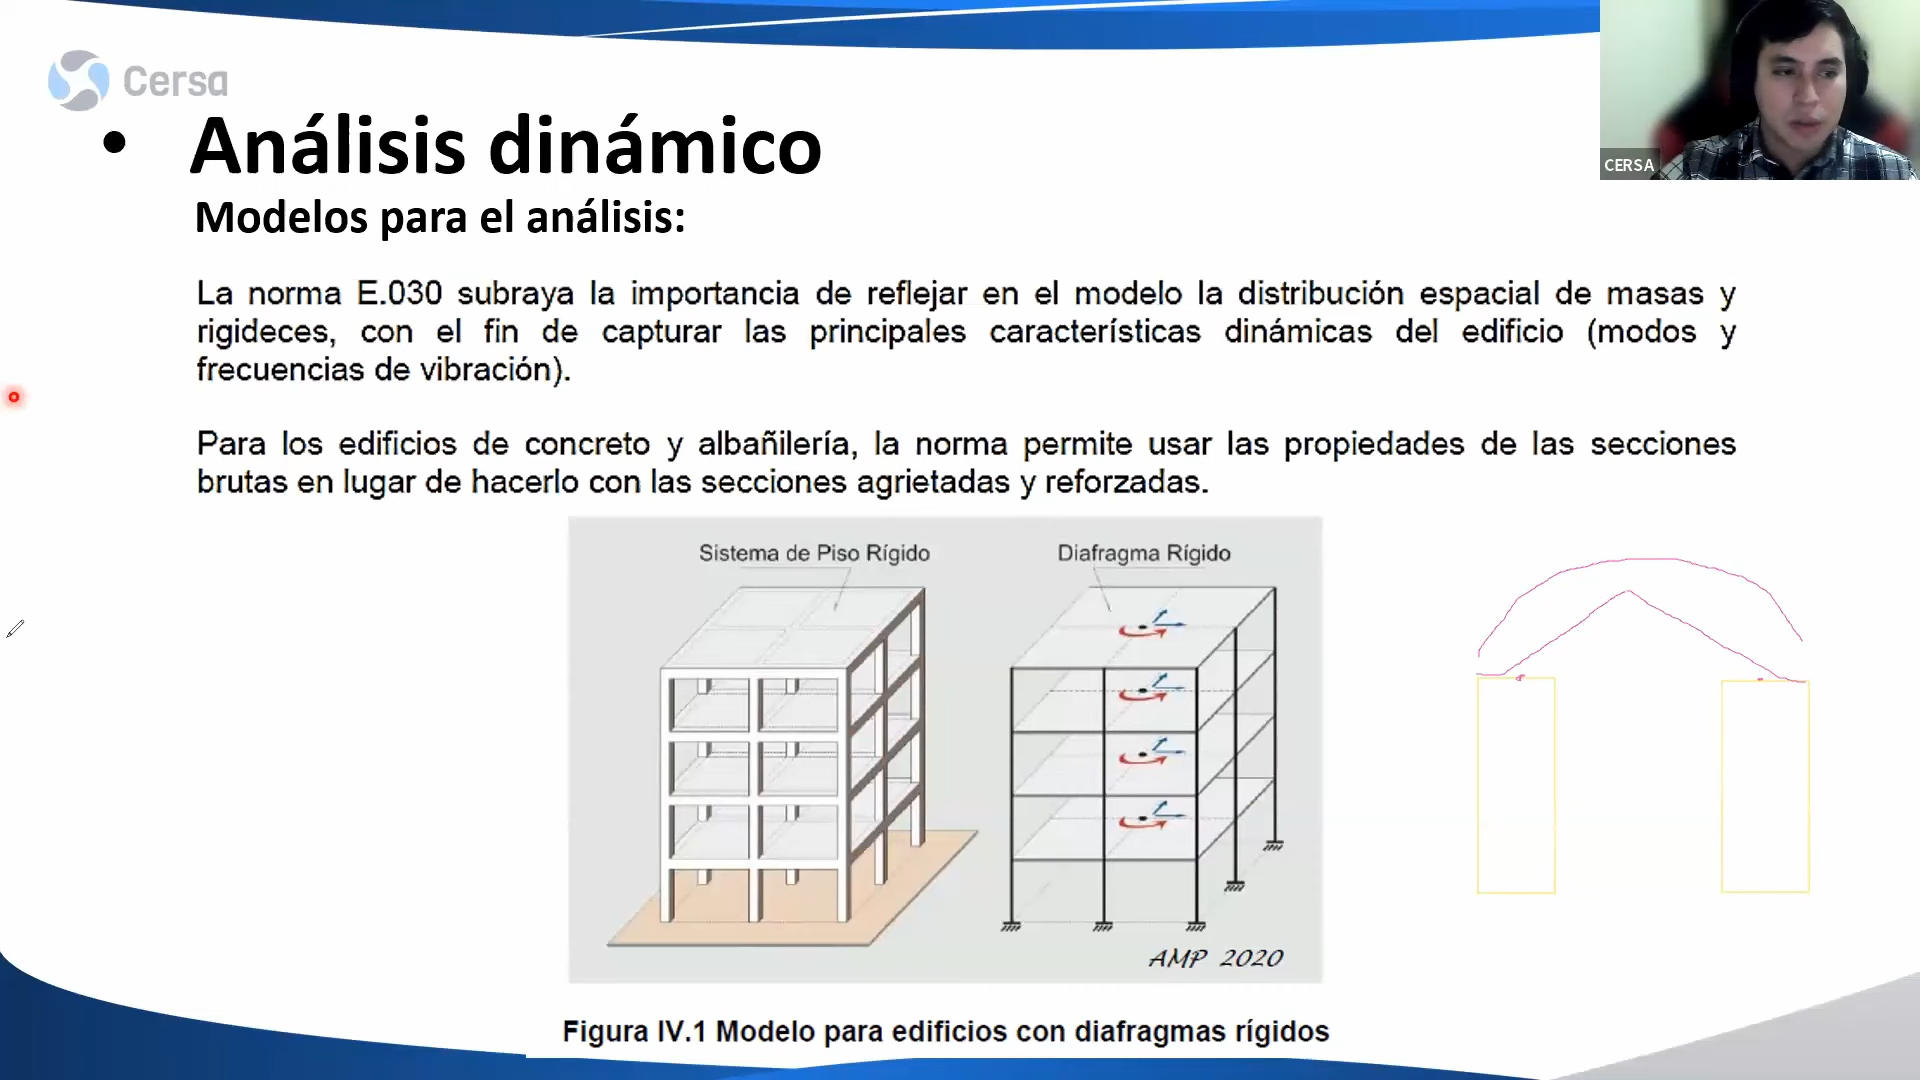 Cersa
CERSA
• Análisis dinámico
Modelos para el análisis:
La norma E.030 subraya la importancia de reflejar en el modelo la distribución espacial de masas y
rigideces, con el fin de capturar las principales características dinámicas del edificio (modos y
frecuencias de vibración).
Para los edificios de concreto y albañilería, la norma permite usar las propiedades de las secciones
brutas en lugar de hacerlo con las secciones agrietadas y reforzadas.
Sistema de Piso Rígido
Diafragma Rígido
AMP 2020
Figura IV.1 Modelo para edificios con diafragmas rígidos